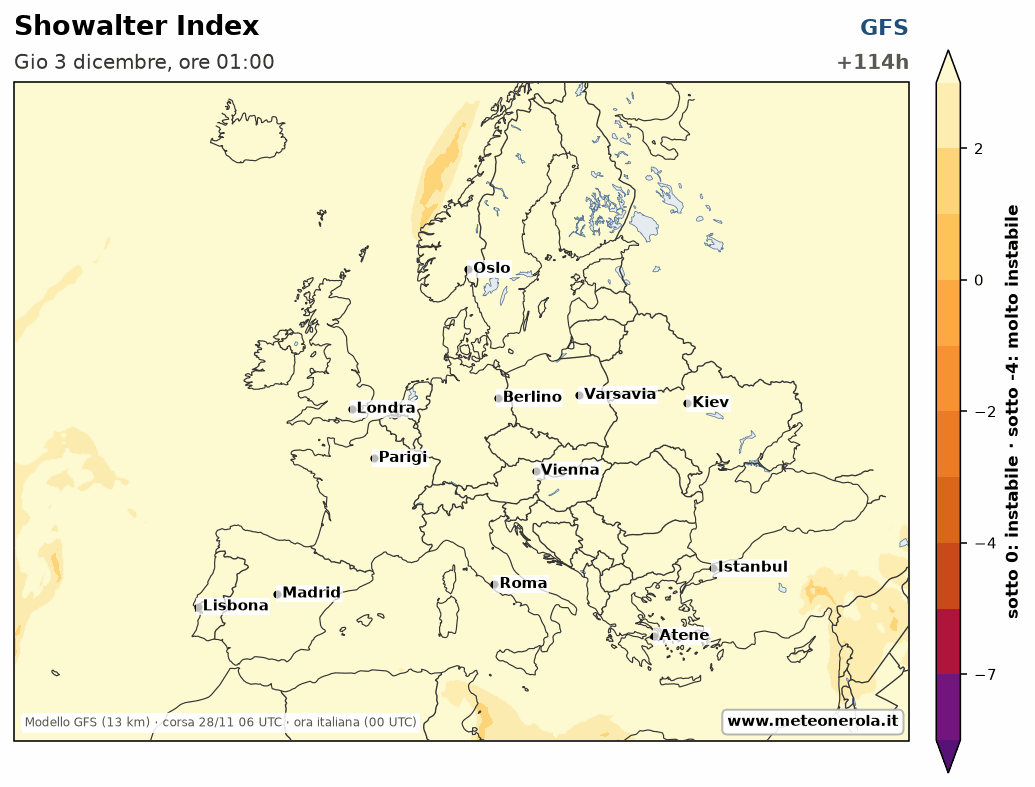 Showalter Index
GFS
Gio 3 dicembre, ore 01:00
+114h
Oslo
Berlino
Varsavia
Kiev
Londra
Parigi
Vienna
Istanbul
Roma
Madrid
Lisbona
Atene
Modello GFS (13 km) · corsa 28/11 06 UTC · ora italiana (00 UTC)
www.meteonerola.it
2
0
−2
−4
−7
sotto 0: instabile · sotto -4: molto instabile